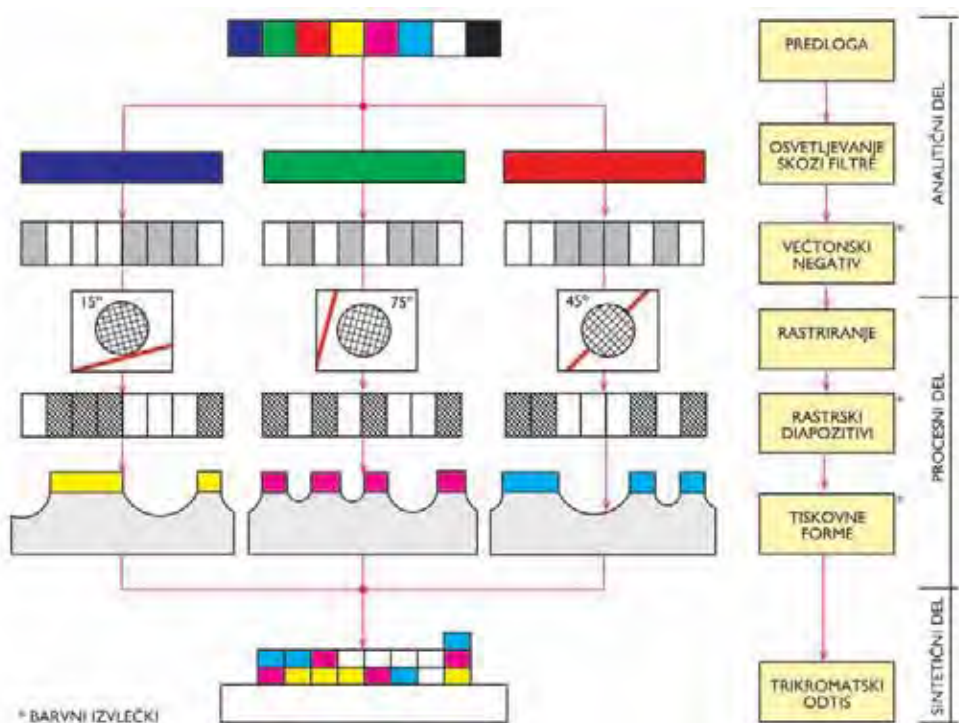 PREDLOGA
OSVETLJEVANJE
SKOZI FILTRE
VEČTONSKI
NEGATIV
*
15°
75°
45°
RASTRIRANJE
RASTRSKI
DIAPOZITIVI
*
TISKOVNE
FORME
*
TRIKROMATSKI
ODTIS
ANALITIČNI DEL
PROCESNI DEL
SINTETIČNI DEL
* BARVNI IZVLEČKI